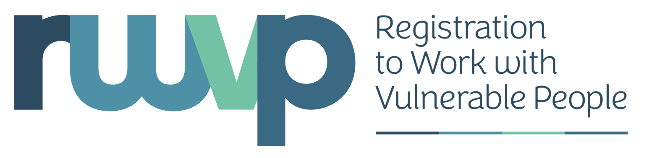 rwvp
Registration
to Work with
Vulnerable People